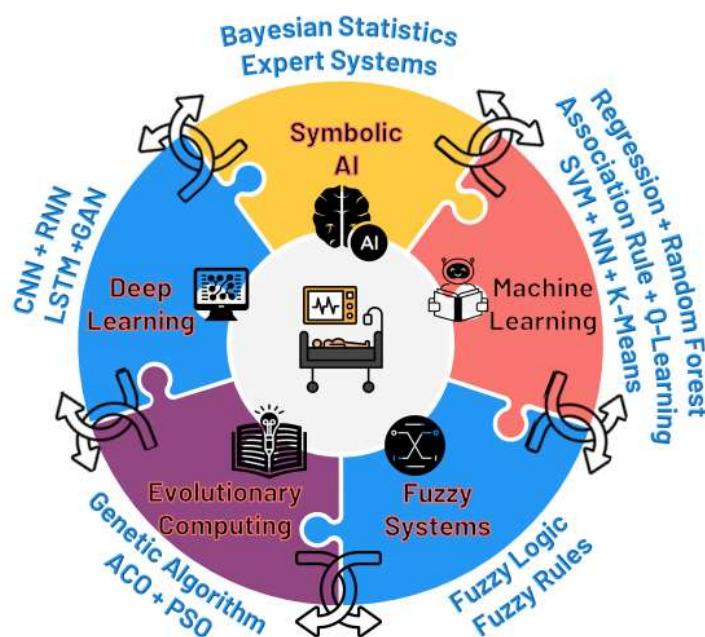 Bayesian Statistics
Expert Systems
Symbolic
AI
AI
Regression + Random Forest
Association Rule + Q-Learning
SVM + NN + K-Means
Machine
Learning
CNN + RNN
LSTM +GAN
Deep
Learning
Evolutionary
Computing
Genetic Algorithm
ACO + PSO
Fuzzy
Systems
Fuzzy Logic
Fuzzy Rules